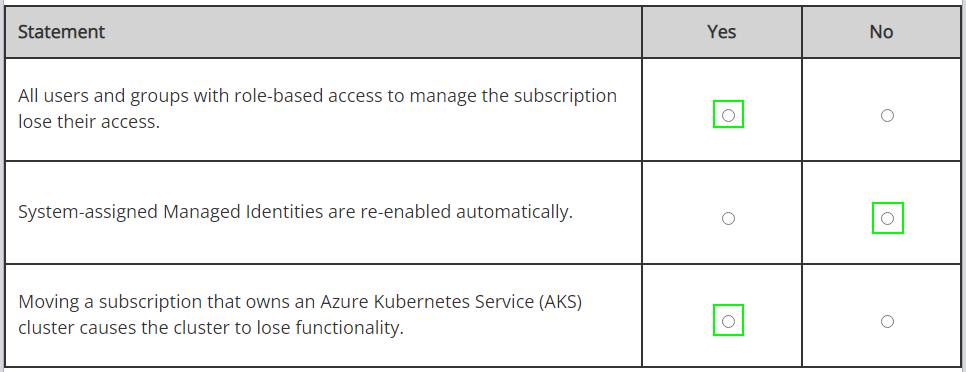 Statement
Yes
No
All users and groups with role-based access to manage the subscription
lose their access.
System-assigned Managed Identities are re-enabled automatically.
Moving a subscription that owns an Azure Kubernetes Service (AKS)
cluster causes the cluster to lose functionality.